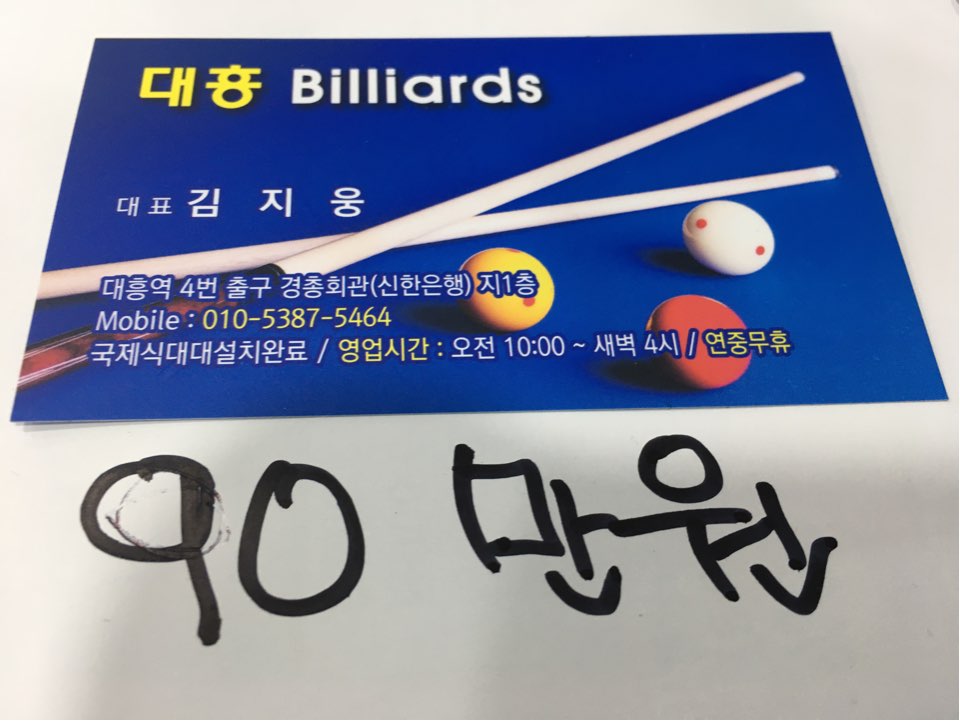 대흥 Billiards
대표 김 지 웅
대흥역 4번 출구 경총회관(신한은행) 지1층
Mobile : 010-5387-5464
국제식대대설치완료 / 영업시간 : 오전 10:00 ~ 새벽 4시 / 연중무휴
90 만원